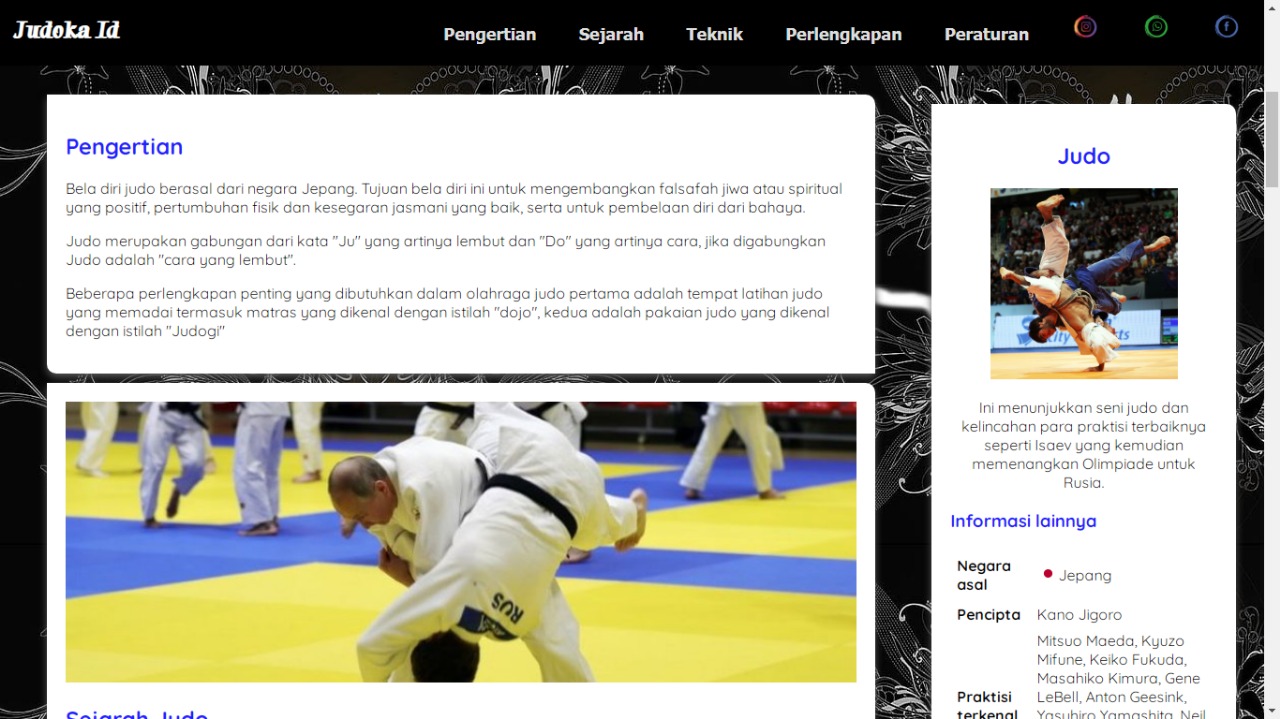 Judoka Id
Pengertian Sejarah Teknik Perlengkapan Peraturan
Pengertian
Bela diri judo berasal dari negara Jepang. Tujuan bela diri ini untuk mengembangkan falsafah jiwa atau spiritual
yang positif, pertumbuhan fisik dan kesegaran jasmani yang baik, serta untuk pembelaan diri dari bahaya.
Judo merupakan gabungan dari kata "Ju" yang artinya lembut dan "Do" yang artinya cara, jika digabungkan
Judo adalah "cara yang lembut".
Beberapa perlengkapan penting yang dibutuhkan dalam olahraga judo pertama adalah tempat latihan judo
yang memadai termasuk matras yang dikenal dengan istilah "dojo", kedua adalah pakaian judo yang dikenal
dengan istilah "Judogi"
RUS
Sejarah Judo
Judo
Ini menunjukkan seni judo dan
kelincahan para praktisi terbaiknya
seperti Isaev yang kemudian
memenangkan Olimpiade untuk
Rusia.
Informasi lainnya
Negara
asal
Jepang
Pencipta Kano Jigoro
Mitsuo Maeda, Kyuzo
Mifune, Keiko Fukuda,
Masahiko Kimura, Gene
Praktisi LeBell, Anton Geesink,
terkenal Yasuhiro Yamashita, Neil